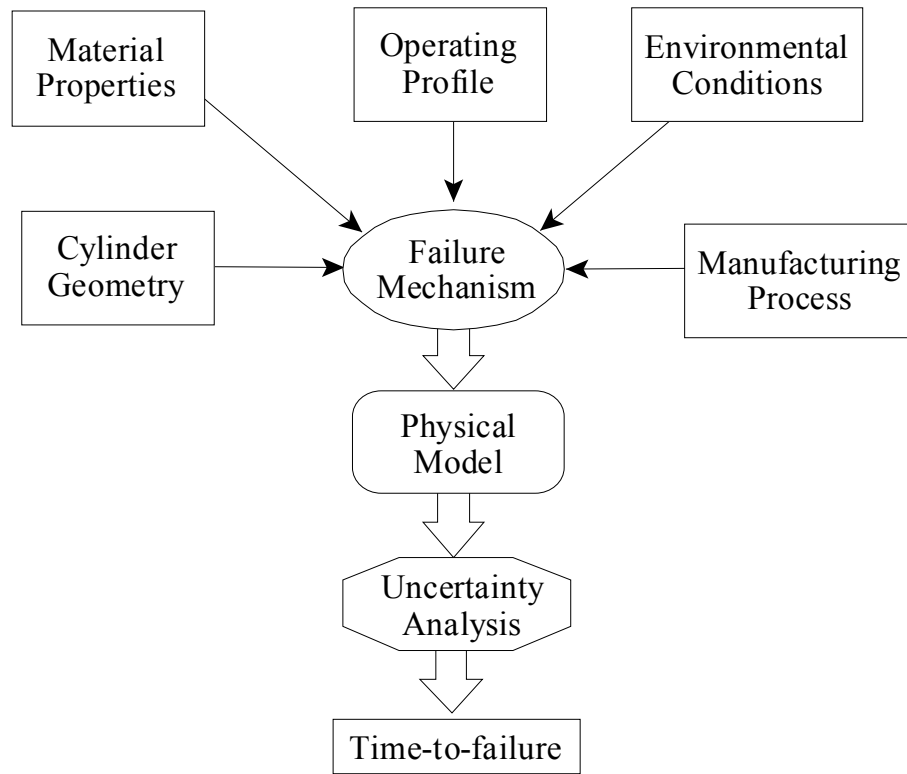 Material
Properties
Operating
Profile
Environmental
Conditions
Cylinder
Geometry
Failure
Mechanism
Manufacturing
Process
Physical
Model
Uncertainty
Analysis
Time-to-failure